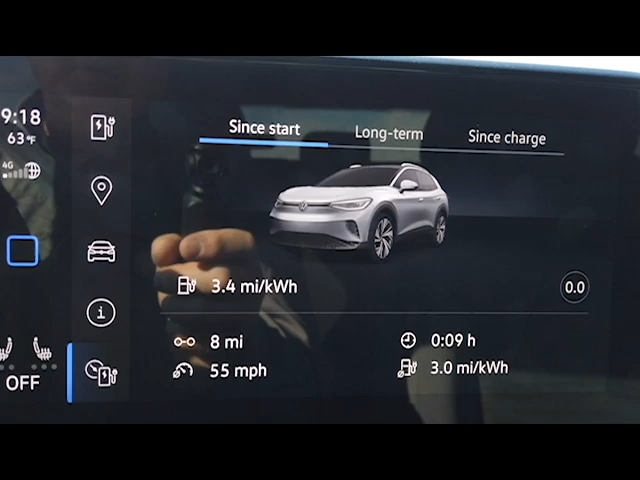 9:18
63°F
4G
OFF
Since start
Long-term
Since charge
3.4 mi/kWh
0.0
8 mi
0:09 h
55 mph
3.0 mi/kWh